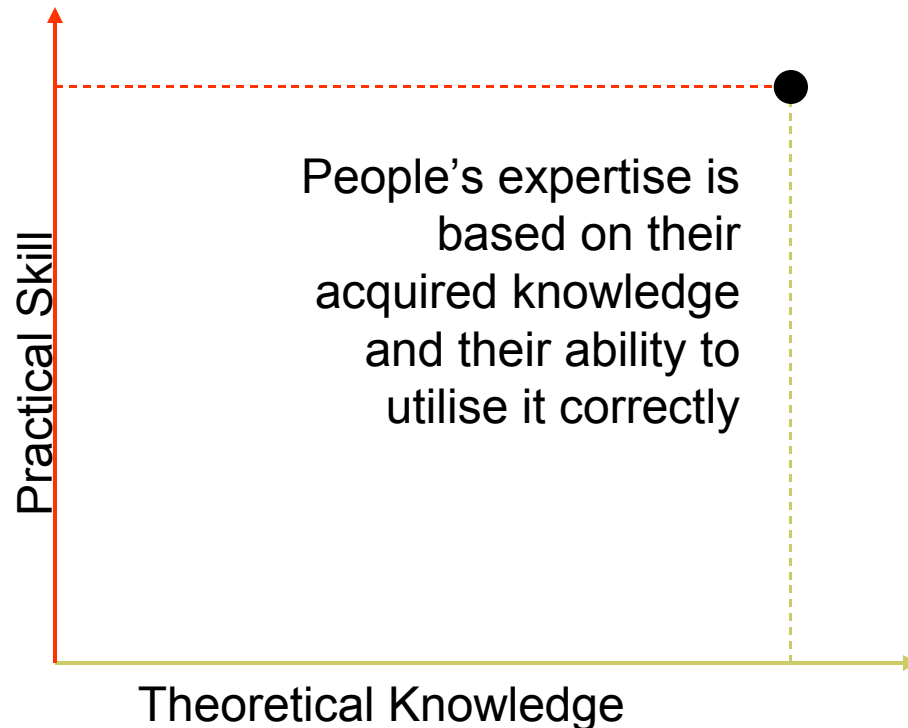 People’s expertise is
based on their
acquired knowledge
and their ability to
utilise it correctly
Practical Skill
Theoretical Knowledge